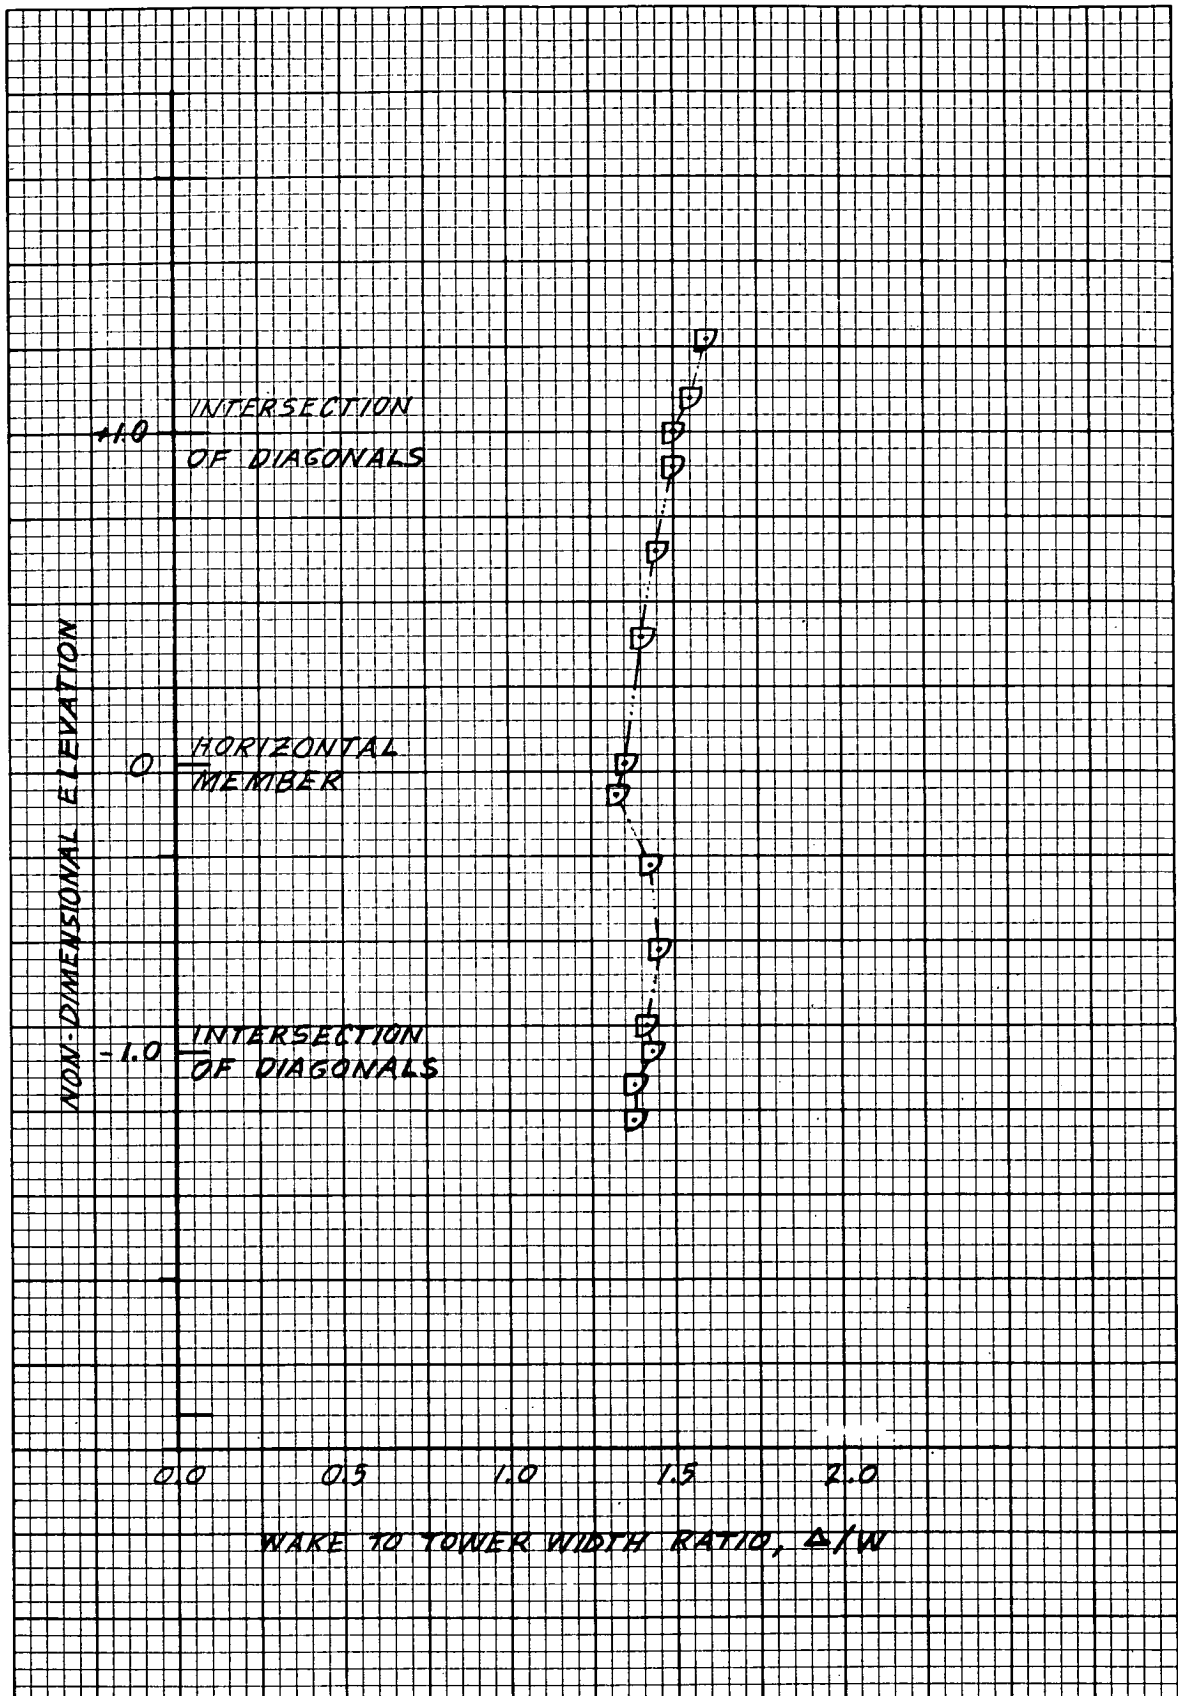 INTERSECTION
+1.0
OF DIAGONALS
NON-DIMENSIONAL ELEVATION
HORIZONTAL
0
MEMBER
INTERSECTION
-1.0
OF DIAGONALS
0.0 0.5 1.0 1.5 2.0
WAKE TO TOWER WIDTH RATIO, Δ/W